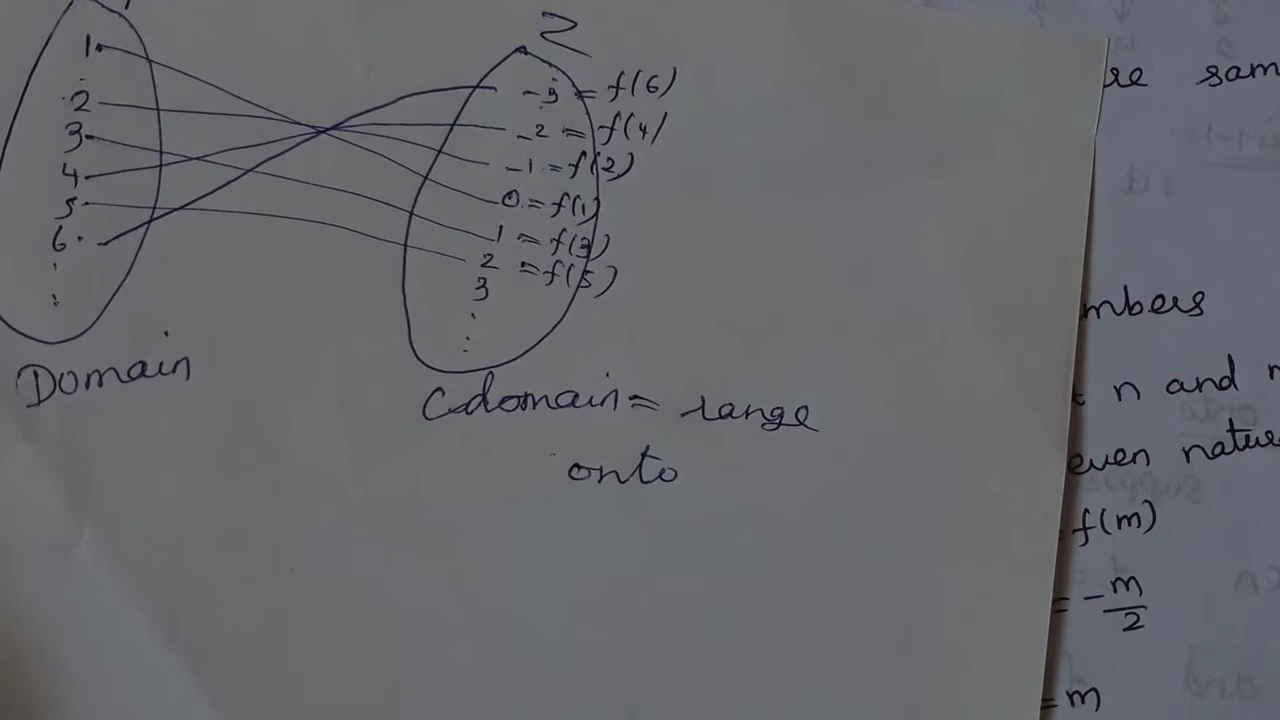 Z
1
2
3
4
5
6
-3 = f(6)
-2 = f(4)
-1 = f(2)
0 = f(1)
1 = f(3)
2 = f(5)
3
Domain
Codomain = range
onto
re sam
mbers
n and
even natur
= f(m)
= -m/2
= m